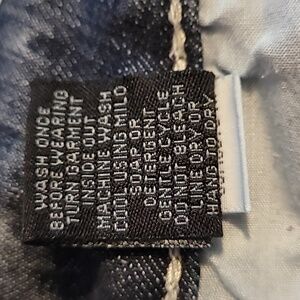 WASH ONCE
BEFORE WEARING
TURN GARMENT
INSIDE OUT
MACHINE WASH
COLD USING MILD
SOAP OR
DETERGENT
GENTLE CYCLE
DO NOT BLEACH
LINE DRY OR
HANG TO DRY